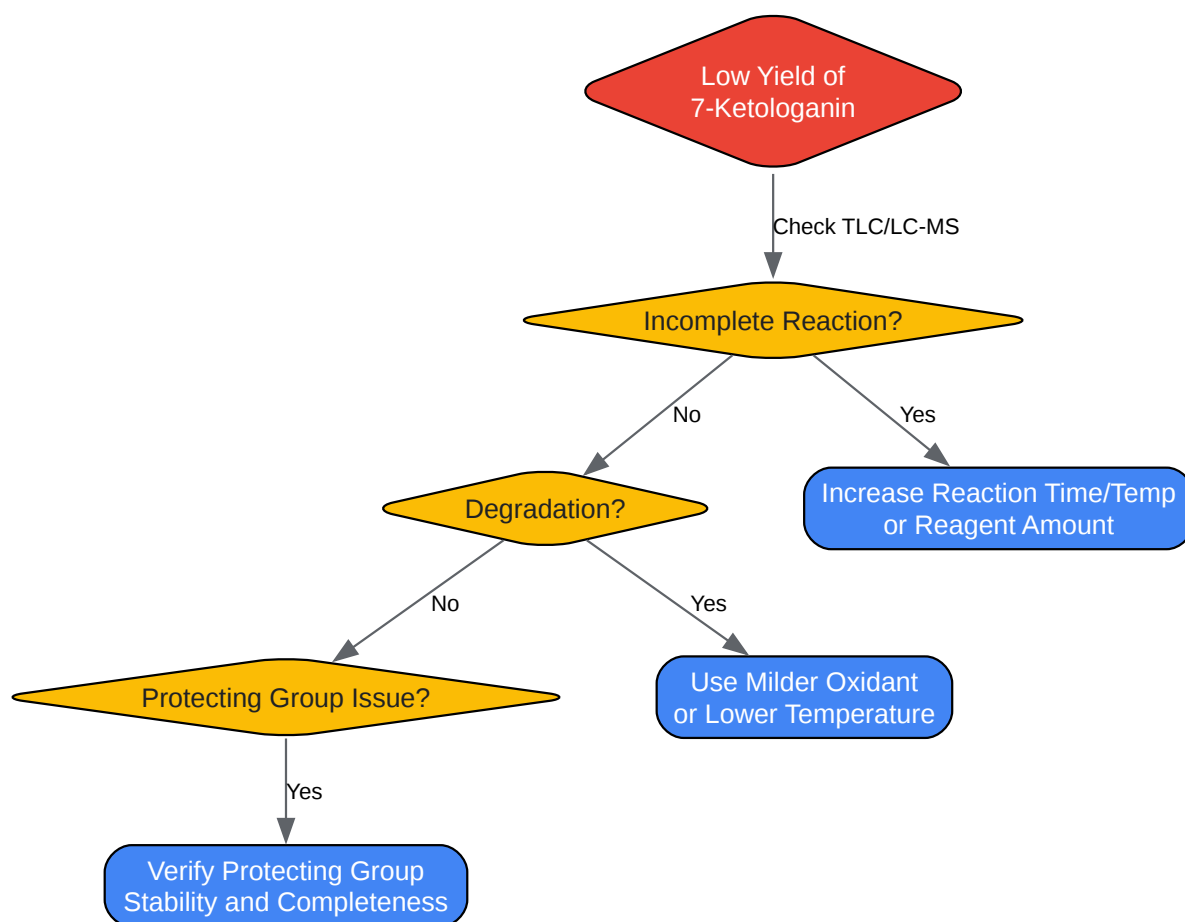 Low Yield of
7-Ketologanin
Check TLC/LC-MS
Incomplete Reaction?
No
Yes
Degradation?
Increase Reaction Time/Temp
or Reagent Amount
No
Yes
Protecting Group Issue?
Use Milder Oxidant
or Lower Temperature
Yes
Verify Protecting Group
Stability and Completeness